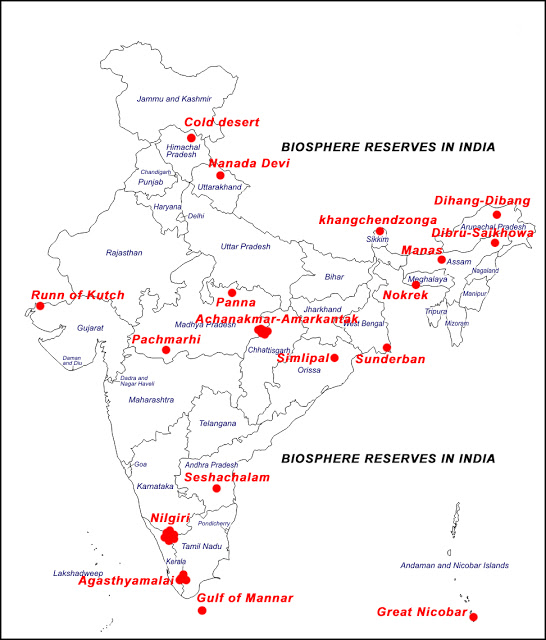 Jammu and Kashmir
Cold desert
BIOSPHERE RESERVES IN INDIA
Himachal
Pradesh
Nanada Devi
Chandigarh
Punjab
Uttarakhand
Dihang-Dibang
Haryana
Delhi
khangchendzonga
Arunachal Pradesh
Dibru-Saikhowa
Sikkim
Uttar Pradesh
Manas
Rajasthan
Assam
Nagaland
Bihar
Meghalaya
Runn of Kutch
Panna
Nokrek
Manipur
Jharkhand
Tripura
Achanakmar-Amarkantak
Madhya Pradesh
West Bengal
Mizoram
Gujarat
Pachmarhi
Chhattisgarh
Simlipal
Sunderban
Daman
and Diu
Orissa
Dadra and
Nagar Haveli
Maharashtra
Telangana
BIOSPHERE RESERVES IN INDIA
Goa
Andhra Pradesh
Seshachalam
Karnataka
Nilgiri
Pondicherry
Tamil Nadu
Kerala
Andaman and Nicobar Islands
Lakshadweep
Agasthyamalai
Gulf of Mannar
Great Nicobar